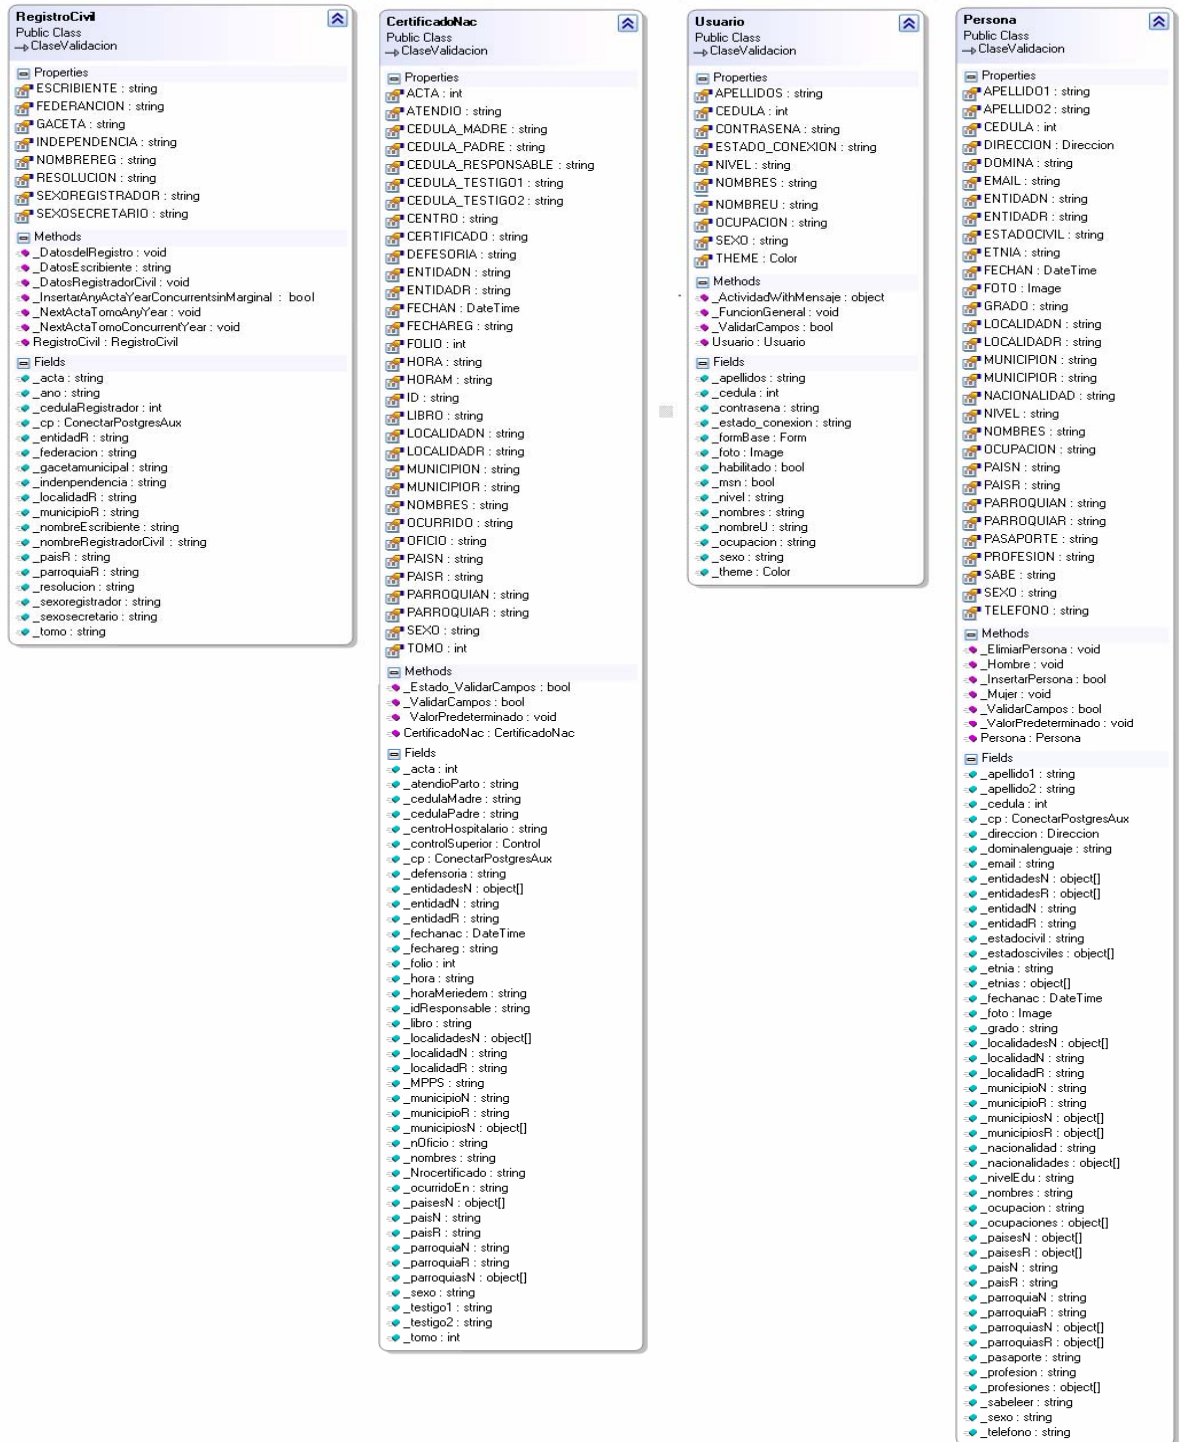 RegistroCivil
Public Class
ClaseValidacion
Properties
ESCRIBIENTE : string
FEDERANCION : string
GACETA : string
INDEPENDENCIA : string
NOMBREREG : string
RESOLUCION : string
SEXOREGISTRADOR : string
SEXOSECRETARIO : string
Methods
_DatosdelRegistro : void
_DatosEscribiente : string
_DatosRegistradorCivil : void
_InsertarAnyActaYearConcurrentsinMarginal : bool
_NextActaTomoAnyYear : void
_NextActaTomoConcurrentYear : void
RegistroCivil : RegistroCivil
Fields
_acta : string
_ano : string
_cedulaRegistrador : int
_cp : ConectarPostgresAux
_entidadR : string
_federacion : string
_gacetamunicipal : string
_indenpendencia : string
_localidadR : string
_municipioR : string
_nombreEscribiente : string
_nombreRegistradorCivil : string
_paisR : string
_parroquiaR : string
_resolucion : string
_sexoregistrador : string
_sexosecretario : string
_tomo : string
CertificadoNac
Public Class
ClaseValidacion
Properties
ACTA : int
ATENDIO : string
CEDULA_MADRE : string
CEDULA_PADRE : string
CEDULA_RESPONSABLE : string
CEDULA_TESTIGO1 : string
CEDULA_TESTIGO2 : string
CENTRO : string
CERTIFICADO : string
DEFESORIA : string
ENTIDADN : string
ENTIDADR : string
FECHAN : DateTime
FECHAREG : string
FOLIO : int
HORA : string
HORAM : string
ID : string
LIBRO : string
LOCALIDADN : string
LOCALIDADR : string
MUNICIPION : string
MUNICIPIOR : string
NOMBRES : string
OCURRIDO : string
OFICIO : string
PAISN : string
PAISR : string
PARROQUIAN : string
PARROQUIAR : string
SEXO : string
TOMO : int
Methods
_Estado_ValidarCampos : bool
_ValidarCampos : bool
_ValorPredeterminado : void
CertificadoNac : CertificadoNac
Fields
_acta : int
_atendioParto : string
_cedulaMadre : string
_cedulaPadre : string
_centroHospitalario : string
_controlSuperior : Control
_cp : ConectarPostgresAux
_defensoria : string
_entidadesN : object[]
_entidadN : string
_entidadR : string
_fechanac : DateTime
_fechareg : string
_folio : int
_hora : string
_horaMeriedem : string
_idResponsable : string
_libro : string
_localidadesN : object[]
_localidadN : string
_localidadR : string
_MPPS : string
_municipioN : string
_municipioR : string
_municipiosN : object[]
_nOficio : string
_nombres : string
_Nrocertificado : string
_ocurridoEn : string
_paisesN : object[]
_paisN : string
_paisR : string
_parroquiaN : string
_parroquiaR : string
_parroquiasN : object[]
_sexo : string
_testigo1 : string
_testigo2 : string
_tomo : int
Usuario
Public Class
ClaseValidacion
Properties
APELLIDOS : string
CEDULA : int
CONTRASENA : string
ESTADO_CONEXION : string
NIVEL : string
NOMBRES : string
NOMBREU : string
OCUPACION : string
SEXO : string
THEME : Color
Methods
_ActividadWithMensaje : object
_FuncionGeneral : void
_ValidarCampos : bool
Usuario : Usuario
Fields
_apellidos : string
_cedula : int
_contrasena : string
_estado_conexion : string
_formBase : Form
_foto : Image
_habilitado : bool
_msn : bool
_nivel : string
_nombres : string
_nombreU : string
_ocupacion : string
_sexo : string
_theme : Color
Persona
Public Class
ClaseValidacion
Properties
APELLIDO1 : string
APELLIDO2 : string
CEDULA : int
DIRECCION : Direccion
DOMINA : string
EMAIL : string
ENTIDADN : string
ENTIDADR : string
ESTADOCIVIL : string
ETNIA : string
FECHAN : DateTime
FOTO : Image
GRADO : string
LOCALIDADN : string
LOCALIDADR : string
MUNICIPION : string
MUNICIPIOR : string
NACIONALIDAD : string
NIVEL : string
NOMBRES : string
OCUPACION : string
PAISN : string
PAISR : string
PARROQUIAN : string
PARROQUIAR : string
PASAPORTE : string
PROFESION : string
SABE : string
SEXO : string
TELEFONO : string
Methods
_ElimiarPersona : void
_Hombre : void
_InsertarPersona : bool
_Mujer : void
_ValidarCampos : bool
_ValorPredeterminado : void
Persona : Persona
Fields
_apellido1 : string
_apellido2 : string
_cedula : int
_cp : ConectarPostgresAux
_direccion : Direccion
_dominalenguaje : string
_email : string
_entidadesN : object[]
_entidadesR : object[]
_entidadN : string
_entidadR : string
_estadocivil : string
_estadosciviles : object[]
_etnia : string
_etnias : object[]
_fechanac : DateTime
_foto : Image
_grado : string
_localidadesN : object[]
_localidadN : string
_localidadR : string
_municipioN : string
_municipioR : string
_municipiosN : object[]
_municipiosR : object[]
_nacionalidad : string
_nacionalidades : object[]
_nivelEdu : string
_nombres : string
_ocupacion : string
_ocupaciones : object[]
_paisesN : object[]
_paisesR : object[]
_paisN : string
_paisR : string
_parroquiaN : string
_parroquiaR : string
_parroquiasN : object[]
_parroquiasR : object[]
_pasaporte : string
_profesion : string
_profesiones : object[]
_sabeleer : string
_sexo : string
_telefono : string